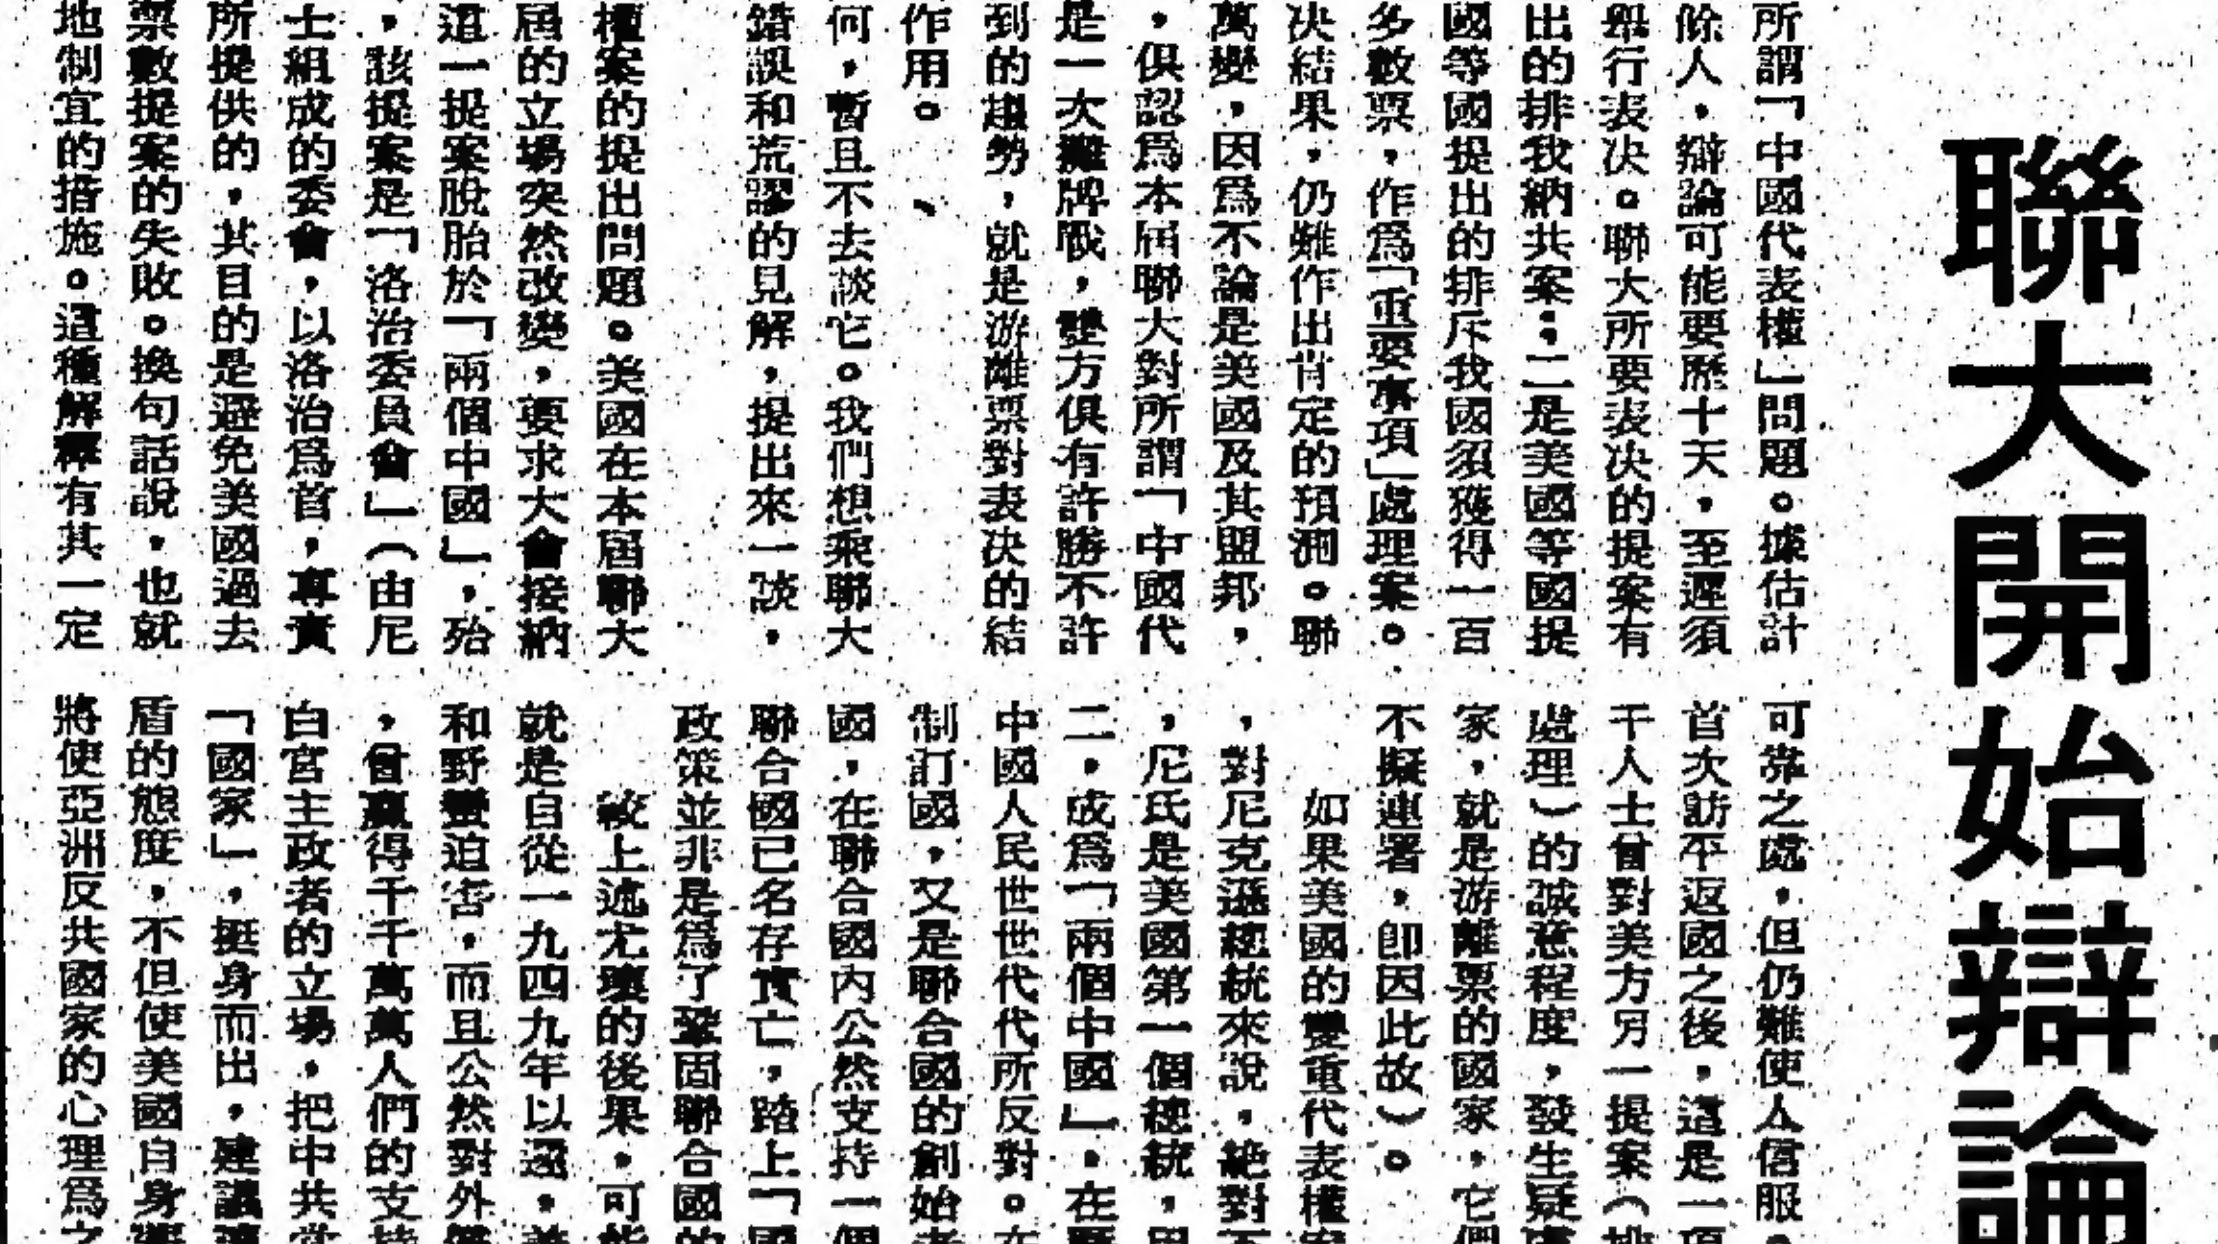 聯大開始辯論
所謂「中國代表權」問題。據估計
餘人，辯論可能要歷十天，至遲須
舉行表決。聯大所要表決的提案有
出的排我納共案；二是美國等國提
國等國提出的排斥我國須獲得一百
多數票，作爲「重要事項」處理案。
决結果，仍難作出肯定的預測。聯
萬變，因爲不論是美國及其盟邦，
，俱認爲本屆聯大對所謂「中國代
是一次攤牌戰，雙方俱有許勝不許
到的趨勢，就是游離票對表决的結
作用。
何，暫且不去談它。我們想乘聯大
錯誤和荒謬的見解，提出來一談，
權案的提出問題。美國在本屆聯大
屆的立場突然改變，要求大會接納
這一提案脫胎於「兩個中國」，殆
，該提案是「洛治委員會」（由尼
士組成的委會，以洛治爲首，專責
所提供的，其目的是避免美國過去
票數提案的失敗。換句話說，也就
地制宜的措施。這種解釋有其一定
可靠之處，但仍難使人信服。
首次訪平返國之後，這是一項
干人士曾對美方另一提案（排
處理）的誠意程度，發生疑慮
家，就是游離票的國家，它們
不擬連署，卽因此故）。
如果美國的雙重代表權案
，對尼克遜總統來說，絕對不
，尼氏是美國第一個總統，用
二，成爲「兩個中國」，在歷
中國人民世世代代所反對。在
制訂國，又是聯合國的創始者
國，在聯合國內公然支持一個
聯合國已名存實亡，踏上「國
政策並非是爲了鞏固聯合國的
較上述尤壞的後果，可能
就是自從一九四九年以還，美
和野蠻迫害，而且公然對外
，曾贏得千千萬萬人們的支持
白宮主政者的立場，把中共當
「國家」，挺身而出，建議讓
盾的態度，不但使美國自身
將使亞洲反共國家的心理爲之